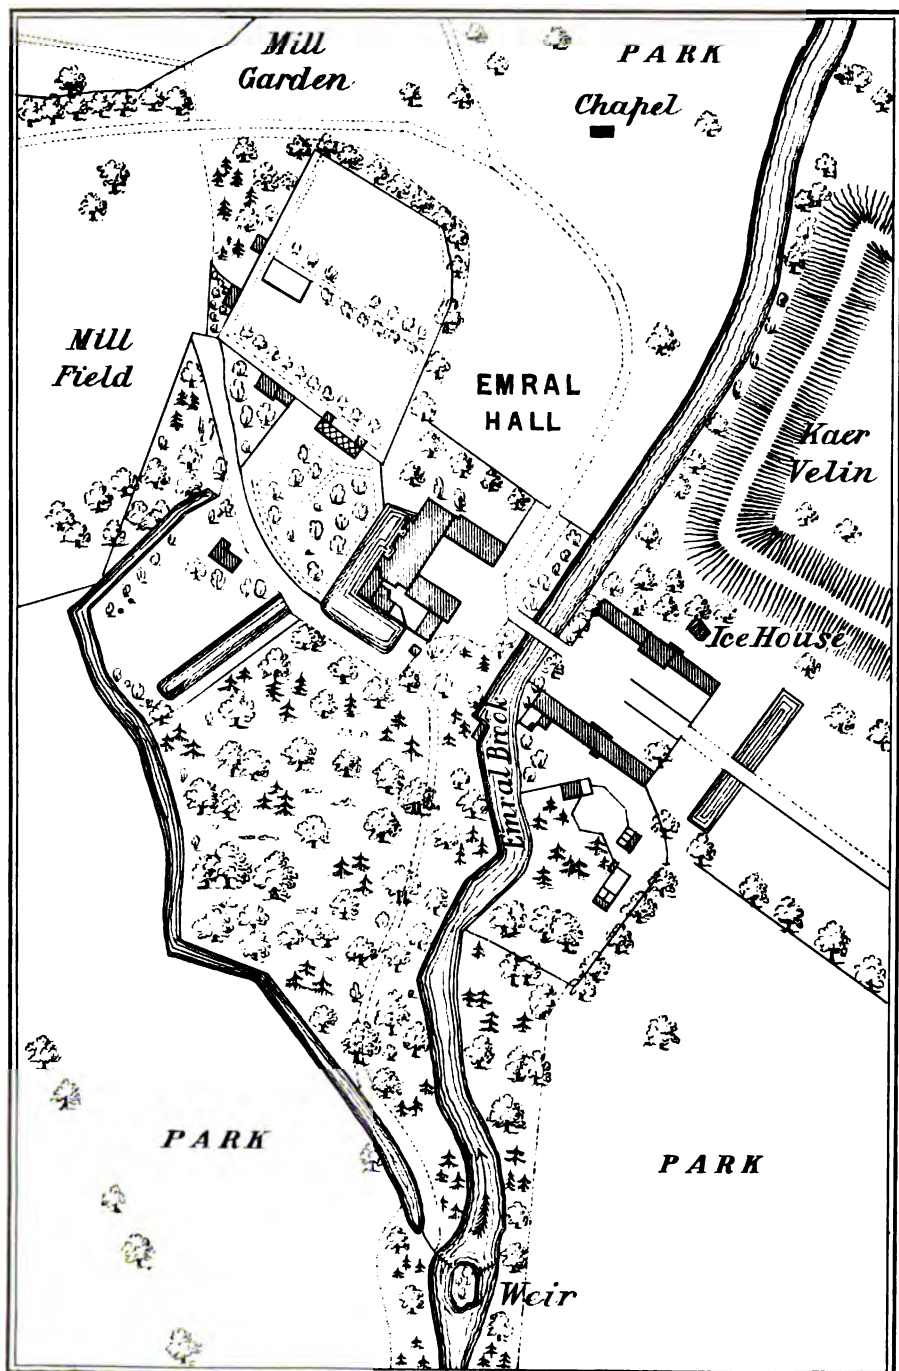 Mill
Garden
PARK
Chapel
Mill
Field
EMRAL
HALL
Kaer
Velin
Ice House
Emral Brook
PARK
PARK
Weir